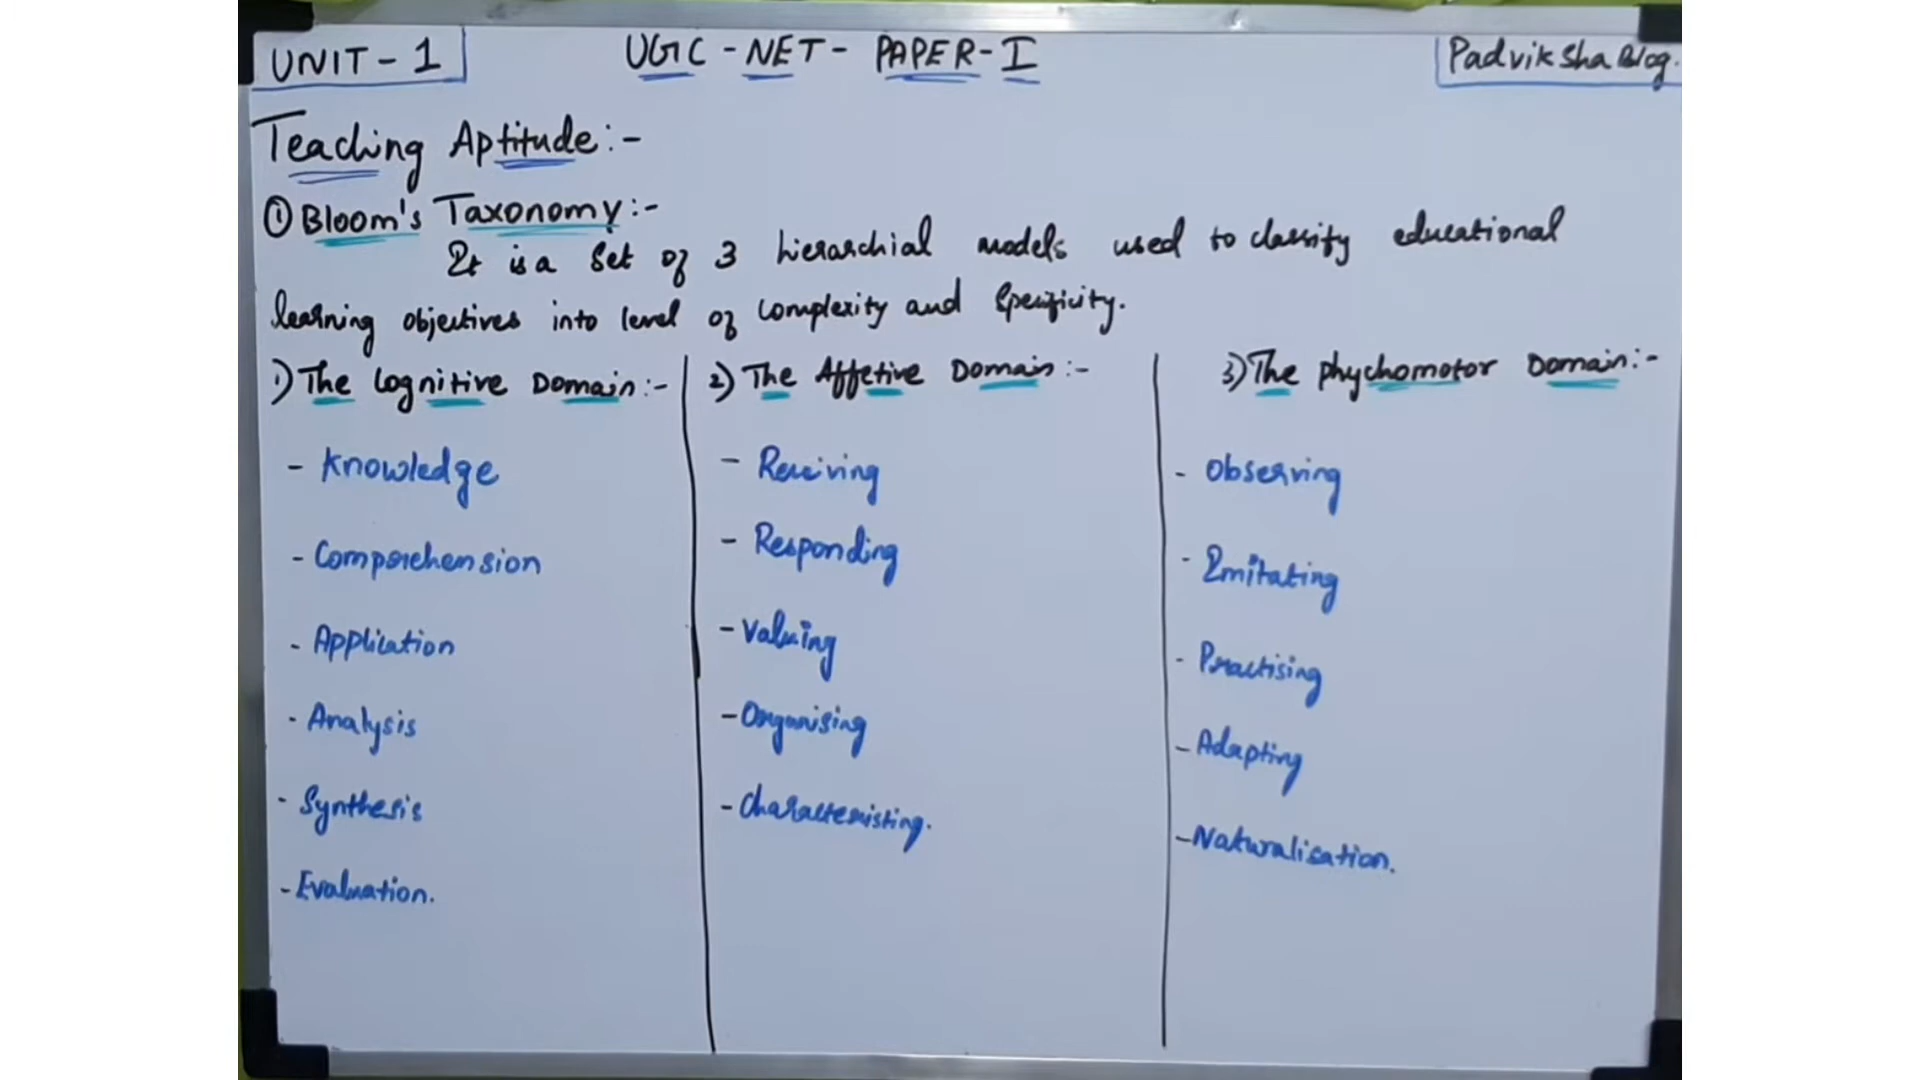 UNIT - 1
UGC - NET - PAPER - I
Padviksha Blog.
Teaching Aptitude :-
① Bloom's Taxonomy :-
It is a set of 3 hierarchial models used to classify educational
learning objectives into level of complexity and specificity.
1) The Cognitive Domain :-
- Knowledge
- Comprehension
- Application
- Analysis
- Synthesis
- Evaluation.
2) The Affetive Domain :-
- Receiving
- Responding
- Valuing
- Organising
- Characteristing.
3) The phychomotor Domain :-
- Observing
- Imitating
- Practising
- Adapting
- Naturalisation.